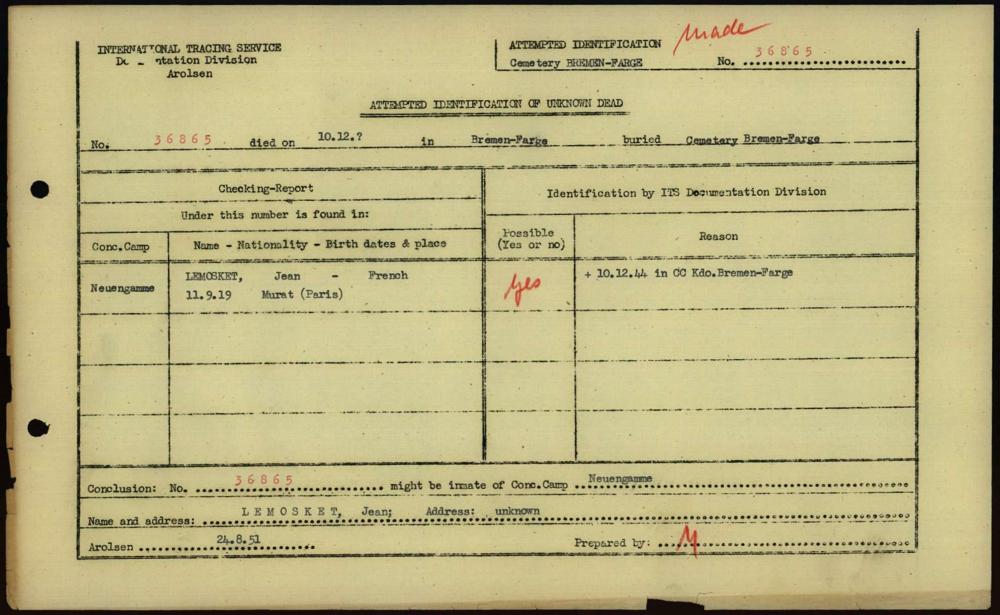 INTERNATIONAL TRACING SERVICE
Documentation Division
Arolsen
ATTEMPTED IDENTIFICATION
Cemetery BREMEN-FARGE No. 36865
Made
ATTEMPTED IDENTIFICATION OF UNKNOWN DEAD
No. 36865 died on 10.12.? in Bremen-Farge buried Cemetery Bremen-Farge
Checking-Report
Under this number is found in:
Identification by ITS Documentation Division
Conc.Camp
Name - Nationality - Birth dates & place
Possible
(Yes or no)
Reason
Neuengamme
LEMOSKET, Jean - French
11.9.19 Murat (Paris)
Yes
+ 10.12.44 in CC Kdo.Bremen-Farge
Conclusion: No. 36865 might be inmate of Conc.Camp Neuengamme
Name and address: LEMOSKET, Jean; Address: unknown
Arolsen 24.8.51 Prepared by: M